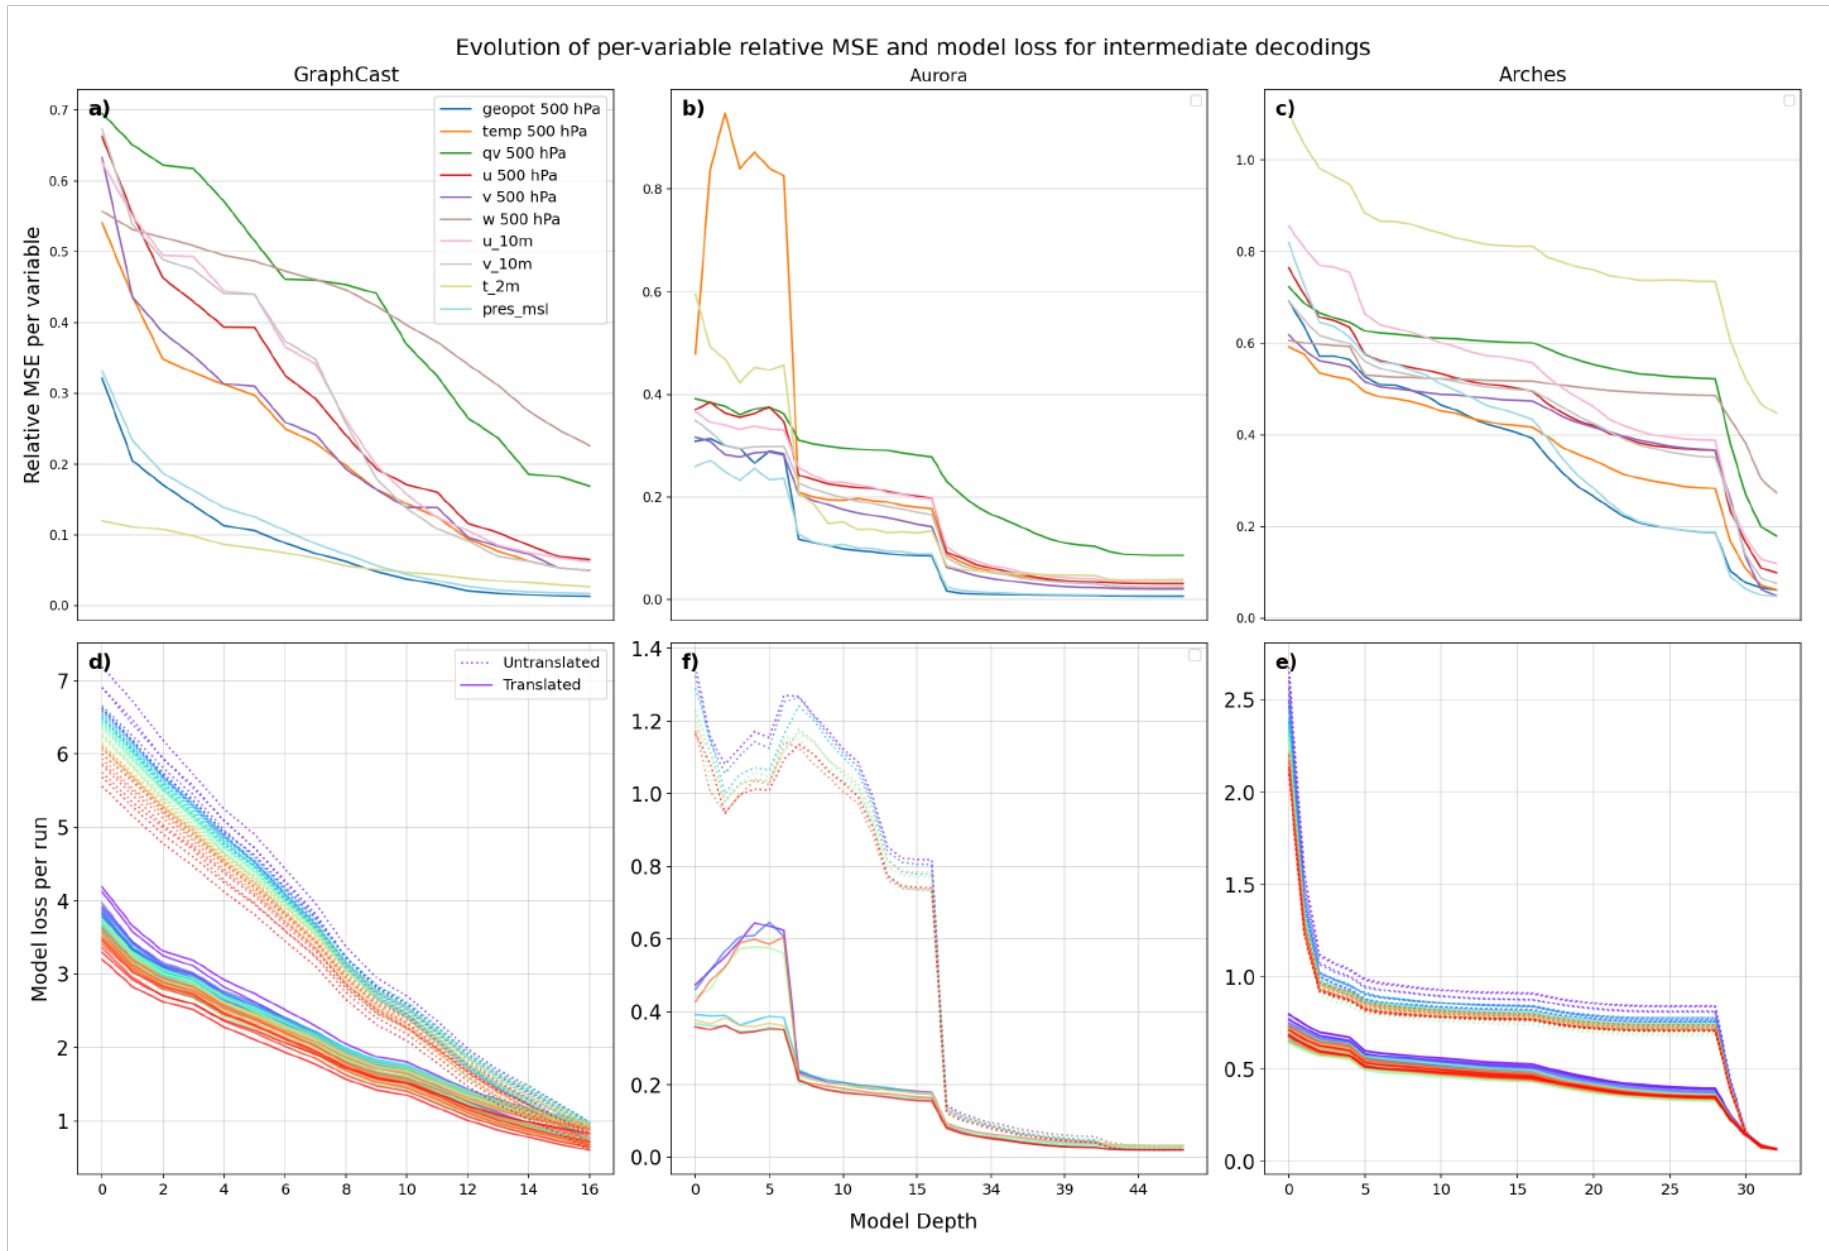 Evolution of per-variable relative MSE and model loss for intermediate decodings
GraphCast
Aurora
Arches
Relative MSE per variable
a)
0.7
0.6
0.5
0.4
0.3
0.2
0.1
0.0
geopot 500 hPa
temp 500 hPa
qv 500 hPa
u 500 hPa
v 500 hPa
w 500 hPa
u_10m
v_10m
t_2m
pres_msl
b)
0.8
0.6
0.4
0.2
0.0
c)
1.0
0.8
0.6
0.4
0.2
0.0
Model loss per run
d)
7
6
5
4
3
2
1
Untranslated
Translated
0 2 4 6 8 10 12 14 16
f)
1.4
1.2
1.0
0.8
0.6
0.4
0.2
0.0
0 5 10 15 34 39 44
e)
2.5
2.0
1.5
1.0
0.5
0.0
0 5 10 15 20 25 30
Model Depth